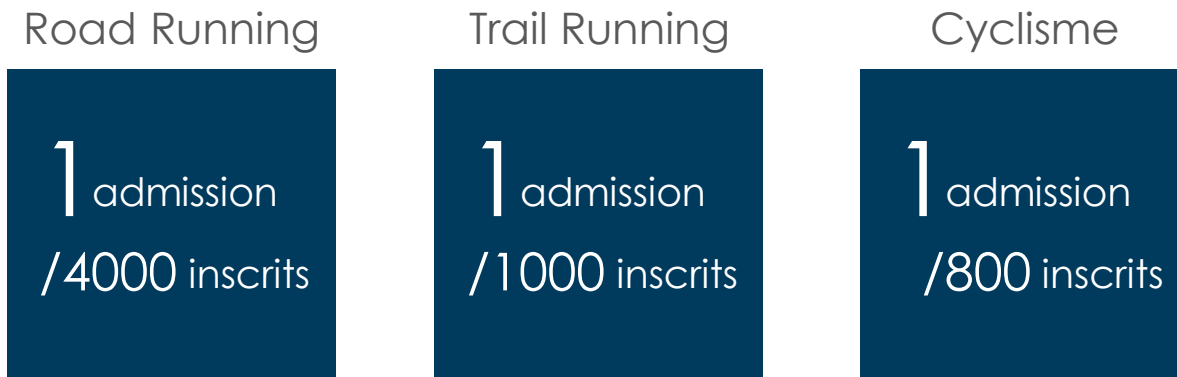 Road Running
1 admission
/4000 inscrits
Trail Running
1 admission
/1000 inscrits
Cyclisme
1 admission
/800 inscrits